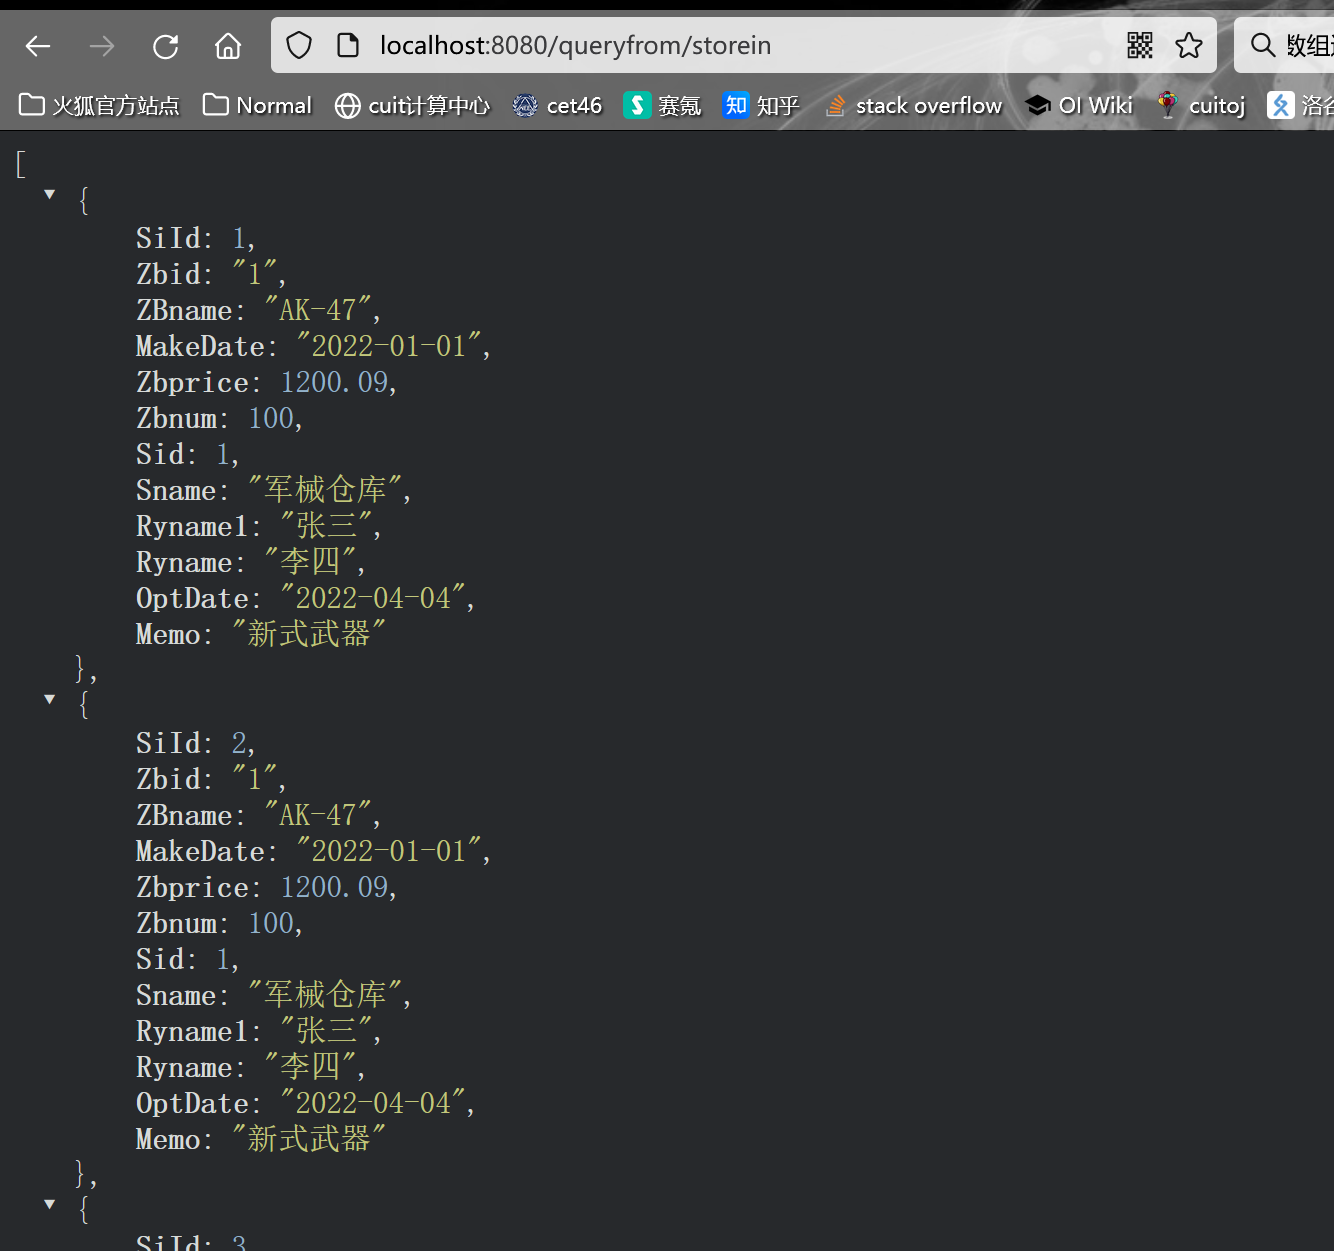 localhost:8080/queryfrom/storein
数组
火狐官方站点 Normal cuit计算中心 cet46 赛氪 知 知乎 stack overflow OI Wiki cuitoj
[
{
SiId: 1,
Zbid: "1",
ZBname: "AK-47",
MakeDate: "2022-01-01",
Zbprice: 1200.09,
Zbnum: 100,
Sid: 1,
Sname: "军械仓库",
Ryname1: "张三",
Ryname: "李四",
OptDate: "2022-04-04",
Memo: "新式武器"
},
{
SiId: 2,
Zbid: "1",
ZBname: "AK-47",
MakeDate: "2022-01-01",
Zbprice: 1200.09,
Zbnum: 100,
Sid: 1,
Sname: "军械仓库",
Ryname1: "张三",
Ryname: "李四",
OptDate: "2022-04-04",
Memo: "新式武器"
},
{
SiId: 3